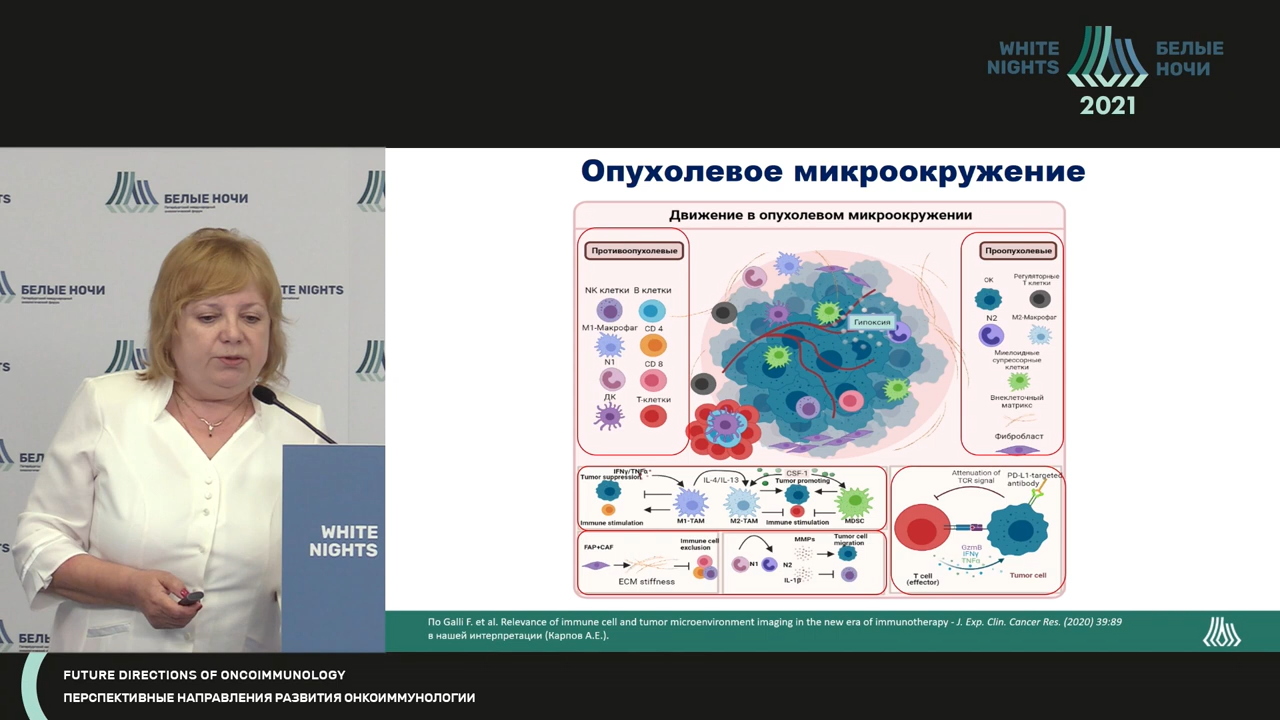 WHITE NIGHTS
БЕЛЫЕ НОЧИ
2021
TS
БЕЛЫЕ НОЧИ
БЕЛЫЕ НОЧИ
TE NIGHTS
TS
БЕЛ
TS
БЕЛЬ
WHITE
NIGHTS
Опухолевое микроокружение
Движение в опухолевом микроокружении
Противоопухолевые
NK клетки
В клетки
М1-Макрофаг
CD 4
N1
CD 8
ДК
Т-клетки
Гипоксия
Проопухолевые
ОК
Регуляторные
Т клетки
N2
М2-Макрофаг
Миелоидные
супрессорные
клетки
Внеклеточный
матрикс
Фибробласт
IFNγ/TNFα
Tumor suppression
Immune stimulation
M1-TAM
IL-4/IL-13
M2-TAM
CSF-1
Tumor promoting
Immune stimulation
MDSC
FAP+CAF
ECM stiffness
Immune cell
exclusion
N1
N2
MMPs
IL-1β
Tumor cell
migration
Attenuation of
TCR signal
PD-L1-targeted
antibody
GzmB
IFNγ
TNFα
T cell
(effector)
Tumor cell
По Galli F. et al. Relevance of immune cell and tumor microenvironment imaging in the new era of immunotherapy - J. Exp. Clin. Cancer Res. (2020) 39:89
в нашей интерпретации (Карпов А.Е.).
FUTURE DIRECTIONS OF ONCOIMMUNOLOGY
ПЕРСПЕКТИВНЫЕ НАПРАВЛЕНИЯ РАЗВИТИЯ ОНКОИММУНОЛОГИИ